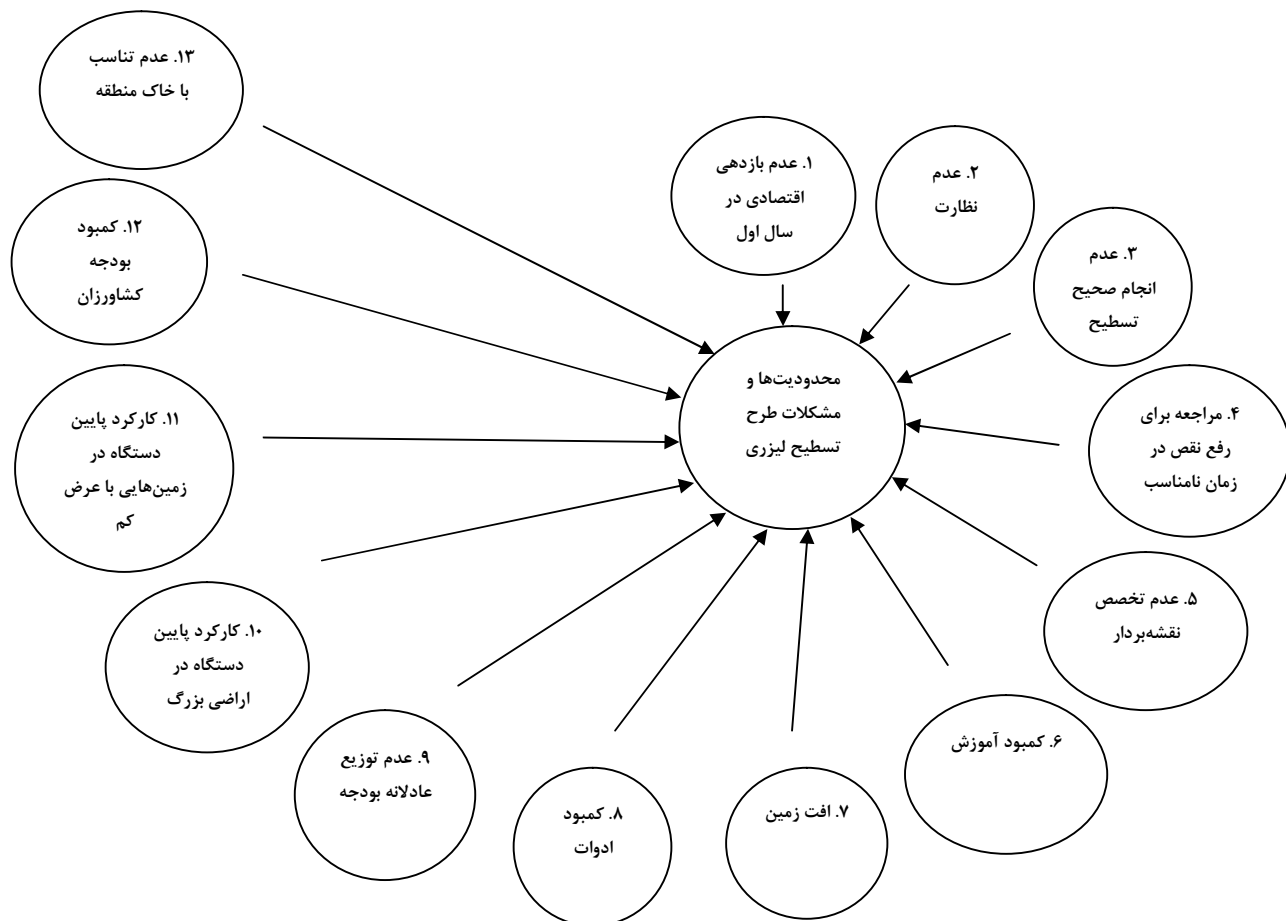 محدودیت‌ها و
مشکلات طرح
تسطیح لیزری
۱. عدم بازدهی
اقتصادی در
سال اول
۲. عدم
نظارت
۳. عدم
انجام صحیح
تسطیح
۴. مراجعه برای
رفع نقص در
زمان نامناسب
۵. عدم تخصص
نقشه‌بردار
۶. کمبود آموزش
۷. افت زمین
۸. کمبود
ادوات
۹. عدم توزیع
عادلانه بودجه
۱۰. کارکرد پایین
دستگاه در
اراضی بزرگ
۱۱. کارکرد پایین
دستگاه در
زمین‌هایی با عرض
کم
۱۲. کمبود
بودجه
کشاورزان
۱۳. عدم تناسب
با خاک منطقه